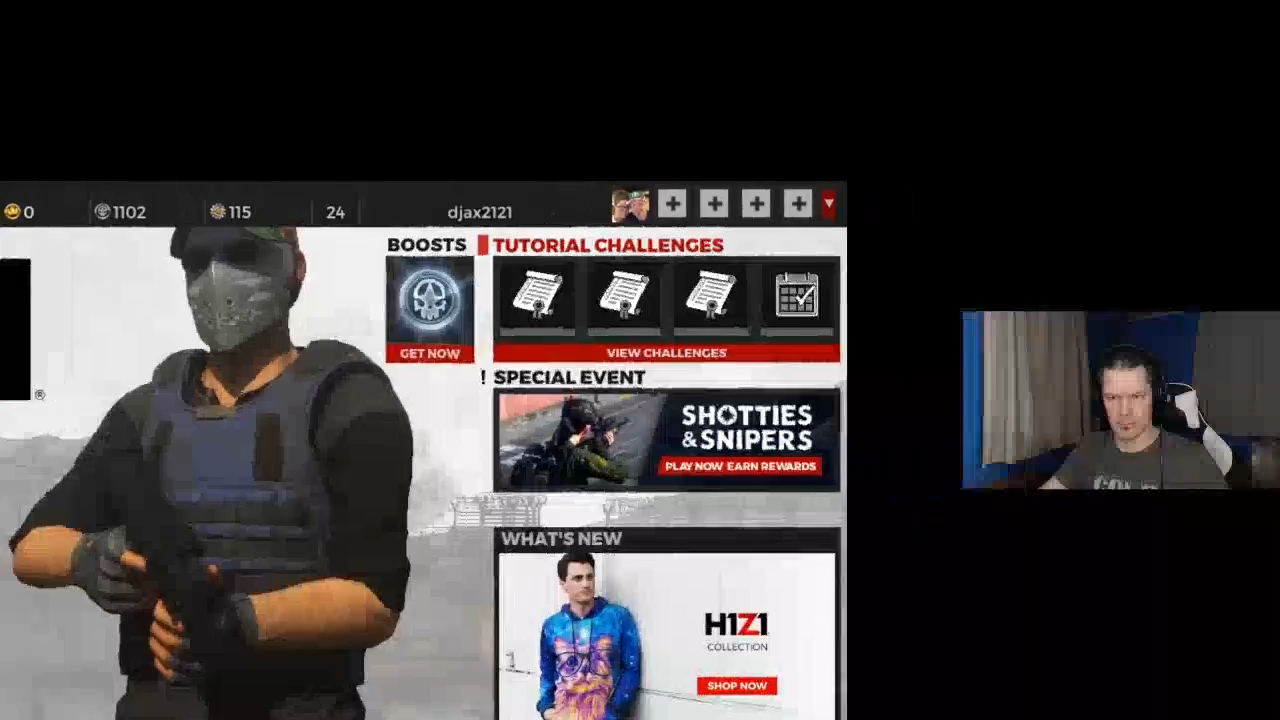 0 1102 115 24 djax2121
BOOSTS
GET NOW
TUTORIAL CHALLENGES
VIEW CHALLENGES
®
! SPECIAL EVENT
SHOTTIES
& SNIPERS
PLAY NOW EARN REWARDS
WHAT'S NEW
H1Z1
COLLECTION
SHOP NOW